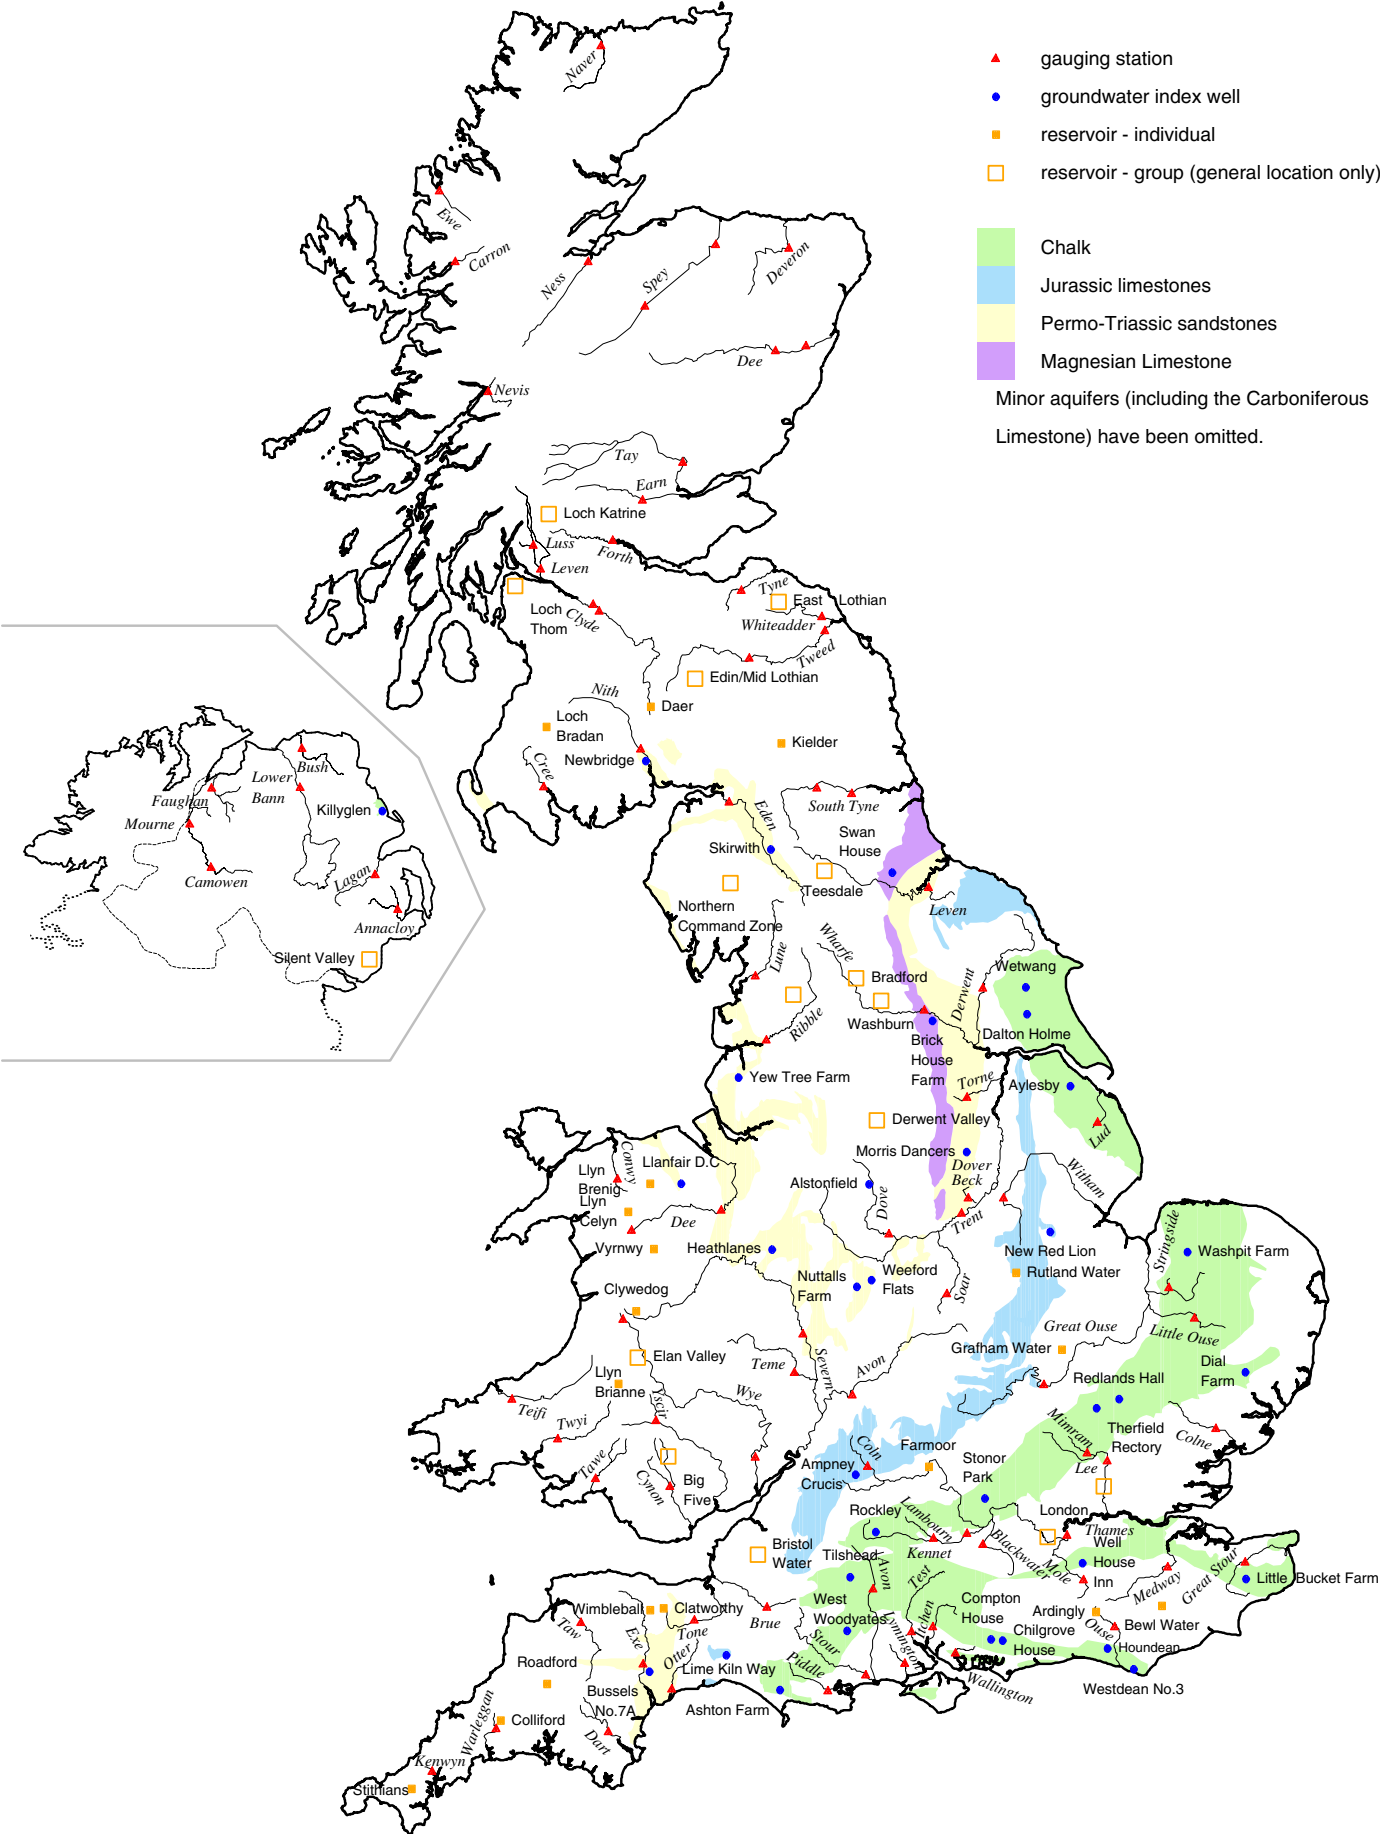 gauging station
groundwater index well
reservoir - individual
reservoir - group (general location only)
Chalk
Jurassic limestones
Permo-Triassic sandstones
Magnesian Limestone
Minor aquifers (including the Carboniferous
Limestone) have been omitted.
Naver
Ewe
Carron
Ness
Spey
Deveron
Dee
Nevis
Tay
Earn
Loch Katrine
Luss
Forth
Leven
Tyne
East Lothian
Loch
Thom
Clyde
Whiteadder
Tweed
Edin/Mid Lothian
Nith
Daer
Loch
Bradan
Kielder
Newbridge
Cree
Bush
Lower
Bann
Faughan
Killyglen
Mourne
Camowen
Lagan
Annacloy
Silent Valley
South Tyne
Eden
Swan
House
Skirwith
Teesdale
Leven
Northern
Command Zone
Lune
Wharfe
Bradford
Derwent
Wetwang
Washburn
Ribble
Dalton Holme
Brick
House
Farm
Yew Tree Farm
Torne
Aylesby
Derwent Valley
Lud
Morris Dancers
Dover
Beck
Witham
Conwy
Llanfair D.C
Llyn
Brenig
Alstonfield
Llyn
Celyn
Dee
Dove
Trent
Stringside
Vyrnwy
Heathlanes
New Red Lion
Washpit Farm
Nuttalls
Farm
Weeford
Flats
Rutland Water
Clywedog
Soar
Great Ouse
Little Ouse
Grafham Water
Elan Valley
Teme
Severn
Avon
Dial
Farm
Llyn
Brianne
Redlands Hall
Yscir
Wye
Teifi
Twyi
Mimram
Therfield
Rectory
Colne
Coln
Farmoor
Tawe
Cynon
Ampney
Crucis
Stonor
Park
Lee
Big
Five
Rockley
Lambourn
London
Bristol
Water
Tilshead
Kennet
Blackwater
Thames
Well
House
Inn
Mole
Avon
Test
Medway
Great Stour
Little Bucket Farm
Wimbleball
Clatworthy
West
Woodyates
Compton
House
Ardingly
Taw
Exe
Tone
Brue
Itchen
Chilgrove
House
Ouse
Bewl Water
Stour
Lymington
Houndean
Otter
Roadford
Lime Kiln Way
Piddle
Wallington
Westdean No.3
Bussels
No.7A
Ashton Farm
Warleggan
Colliford
Dart
Kenwyn
Stithians